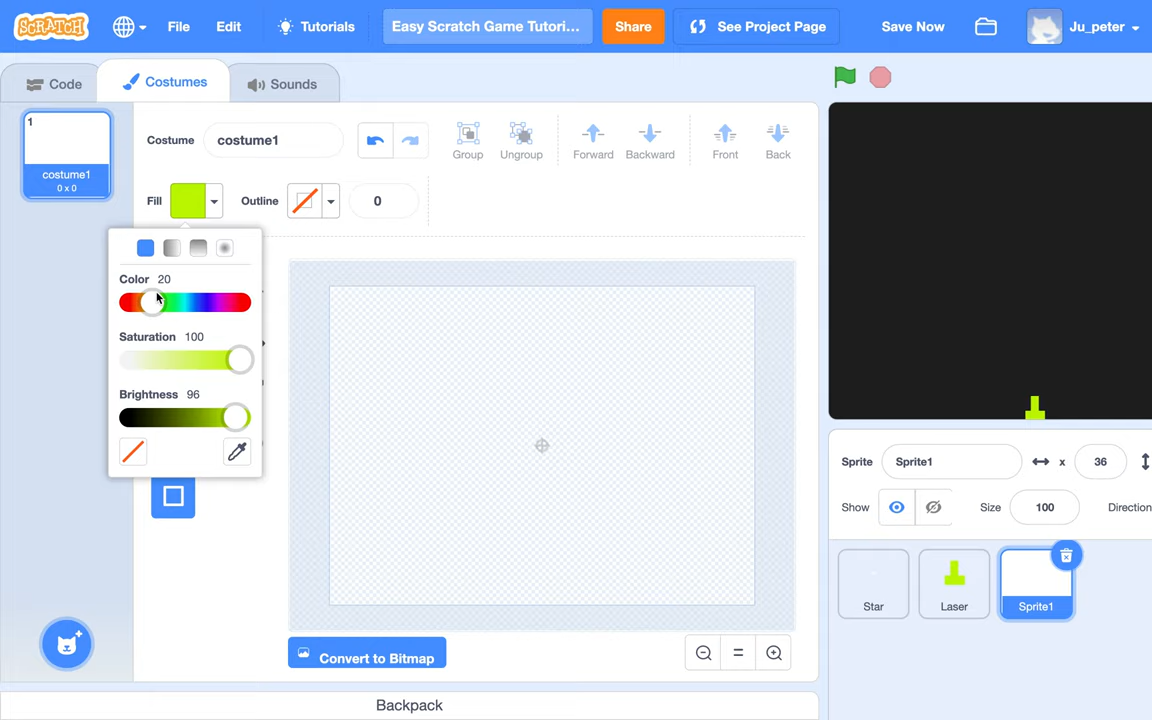 SCRATCH File Edit Tutorials Easy Scratch Game Tutori... Share See Project Page Save Now Ju_peter
Code Costumes Sounds
1
costume1
0 x 0
Costume costume1 Group Ungroup Forward Backward Front Back
Fill Outline 0
Color 20
Saturation 100
Brightness 96
Convert to Bitmap
Backpack
Sprite Sprite1 x 36
Show Size 100 Direction
Star Laser Sprite1